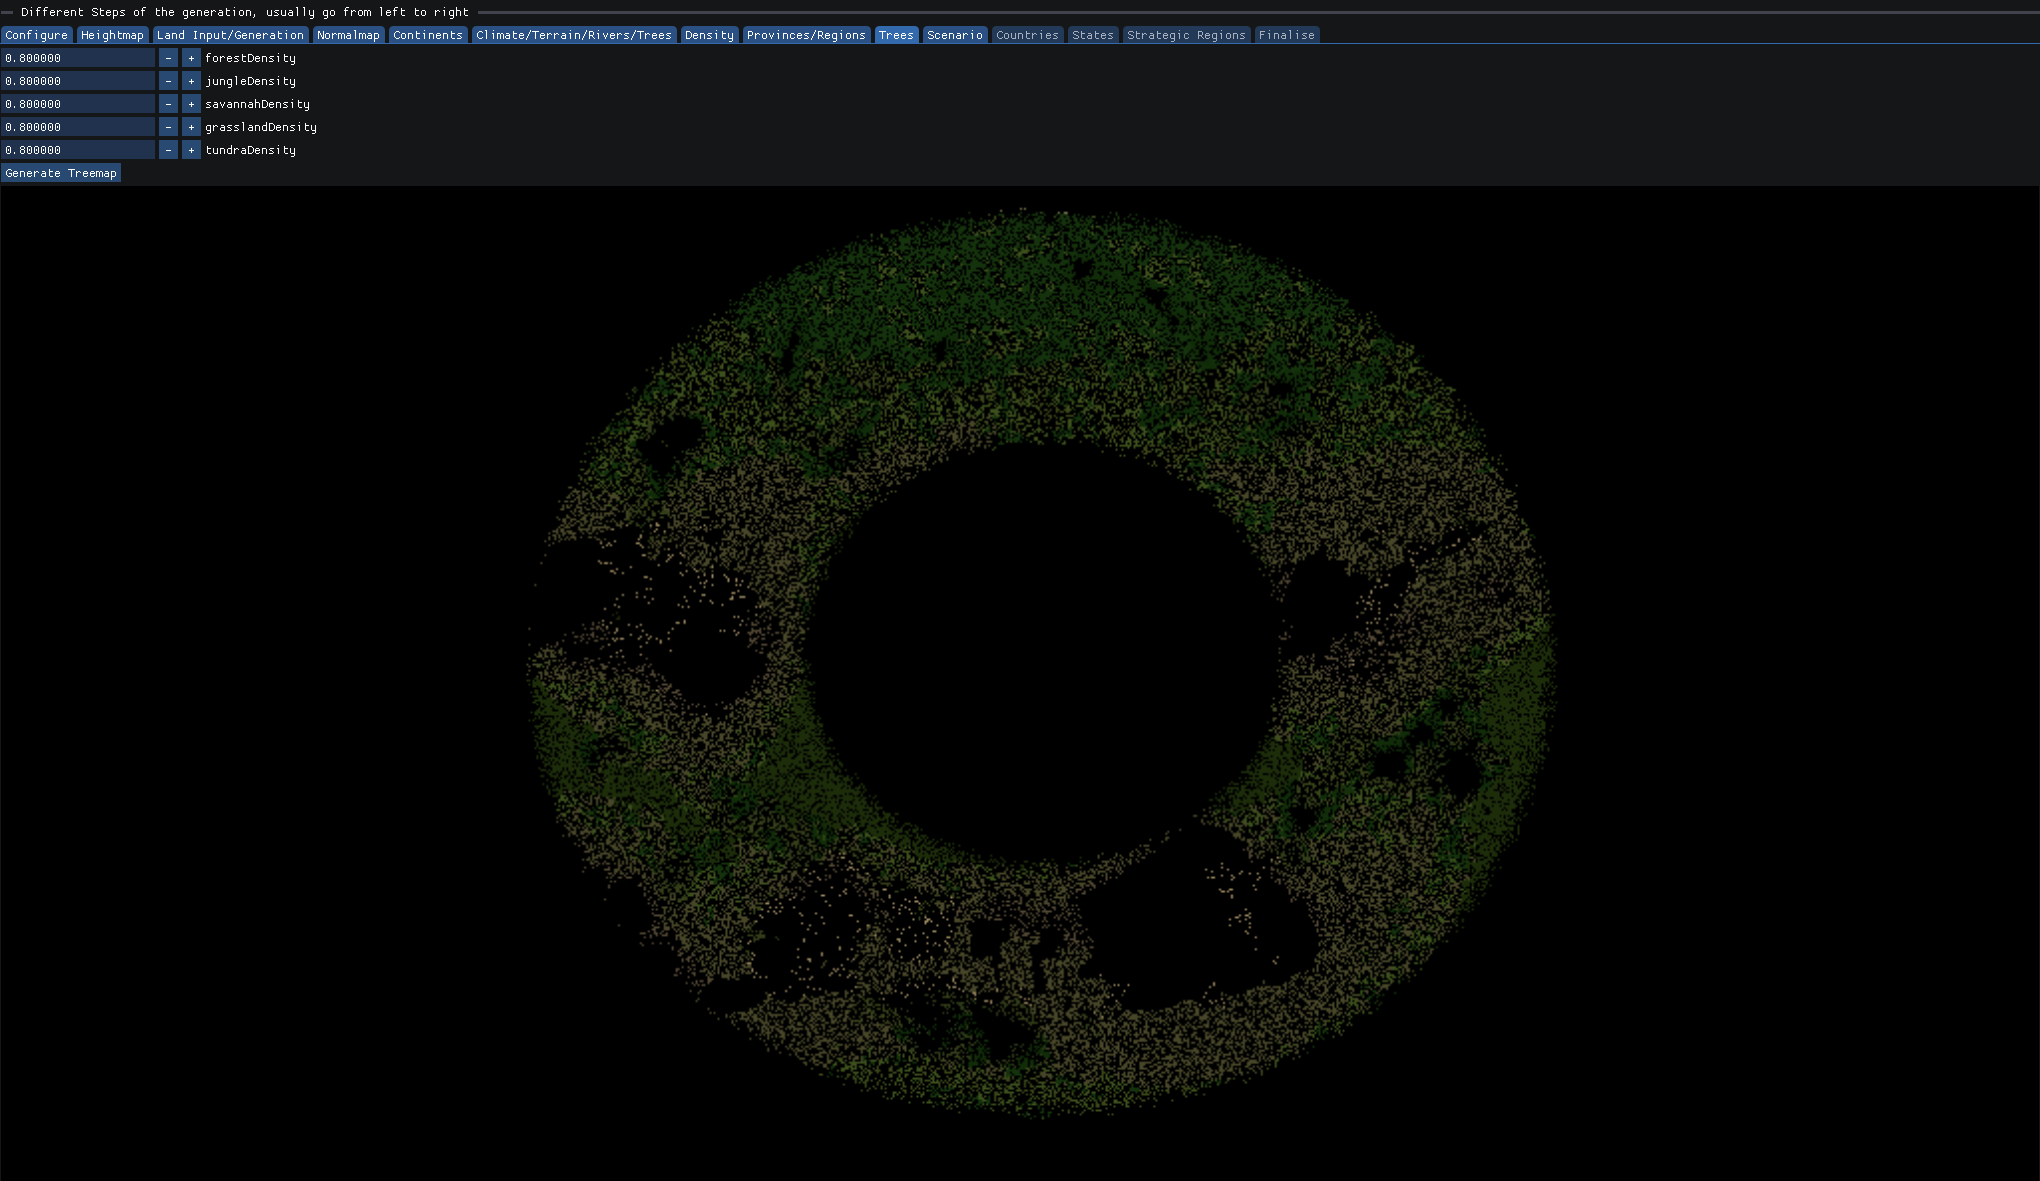 Different Steps of the generation, usually go from left to right
Configure Heightmap Land Input/Generation Normalmap Continents Climate/Terrain/Rivers/Trees Density Provinces/Regions Trees Scenario Countries States Strategic Regions Finalise
0.800000 - + forestDensity
0.800000 - + jungleDensity
0.800000 - + savannahDensity
0.800000 - + grasslandDensity
0.800000 - + tundraDensity
Generate Treemap